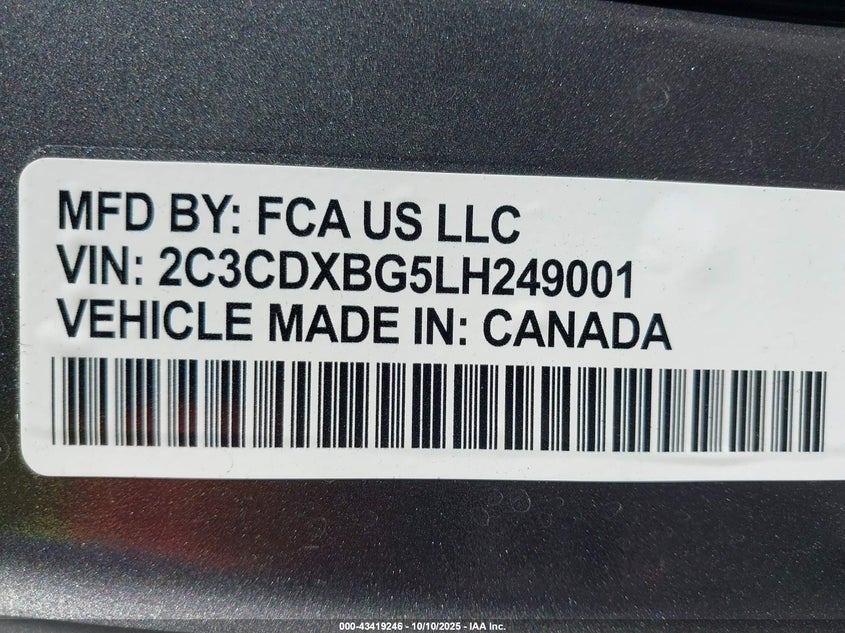 MFD BY: FCA US LLC
VIN: 2C3CDXBG5LH249001
VEHICLE MADE IN: CANADA
000-43419246 - 10/10/2025 - IAA Inc.